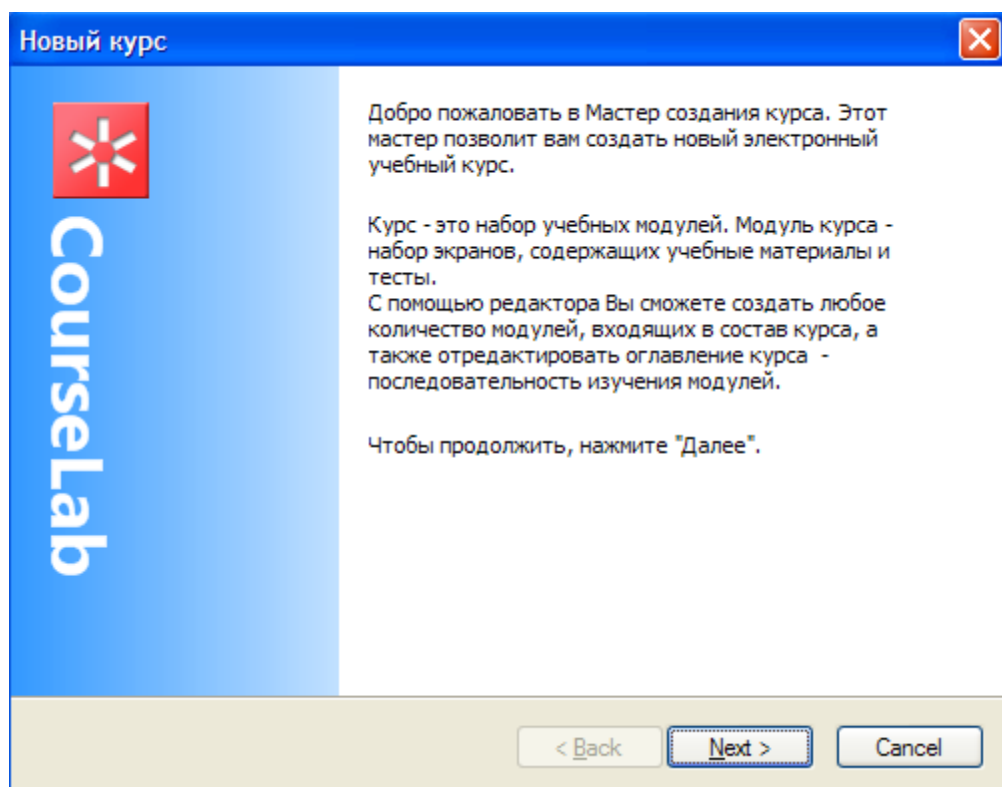 Новый курс
CourseLab
Добро пожаловать в Мастер создания курса. Этот
мастер позволит вам создать новый электронный
учебный курс.
Курс - это набор учебных модулей. Модуль курса -
набор экранов, содержащих учебные материалы и
тесты.
С помощью редактора Вы сможете создать любое
количество модулей, входящих в состав курса, а
также отредактировать оглавление курса  -
последовательность изучения модулей.
Чтобы продолжить, нажмите "Далее".
< Back
Next >
Cancel